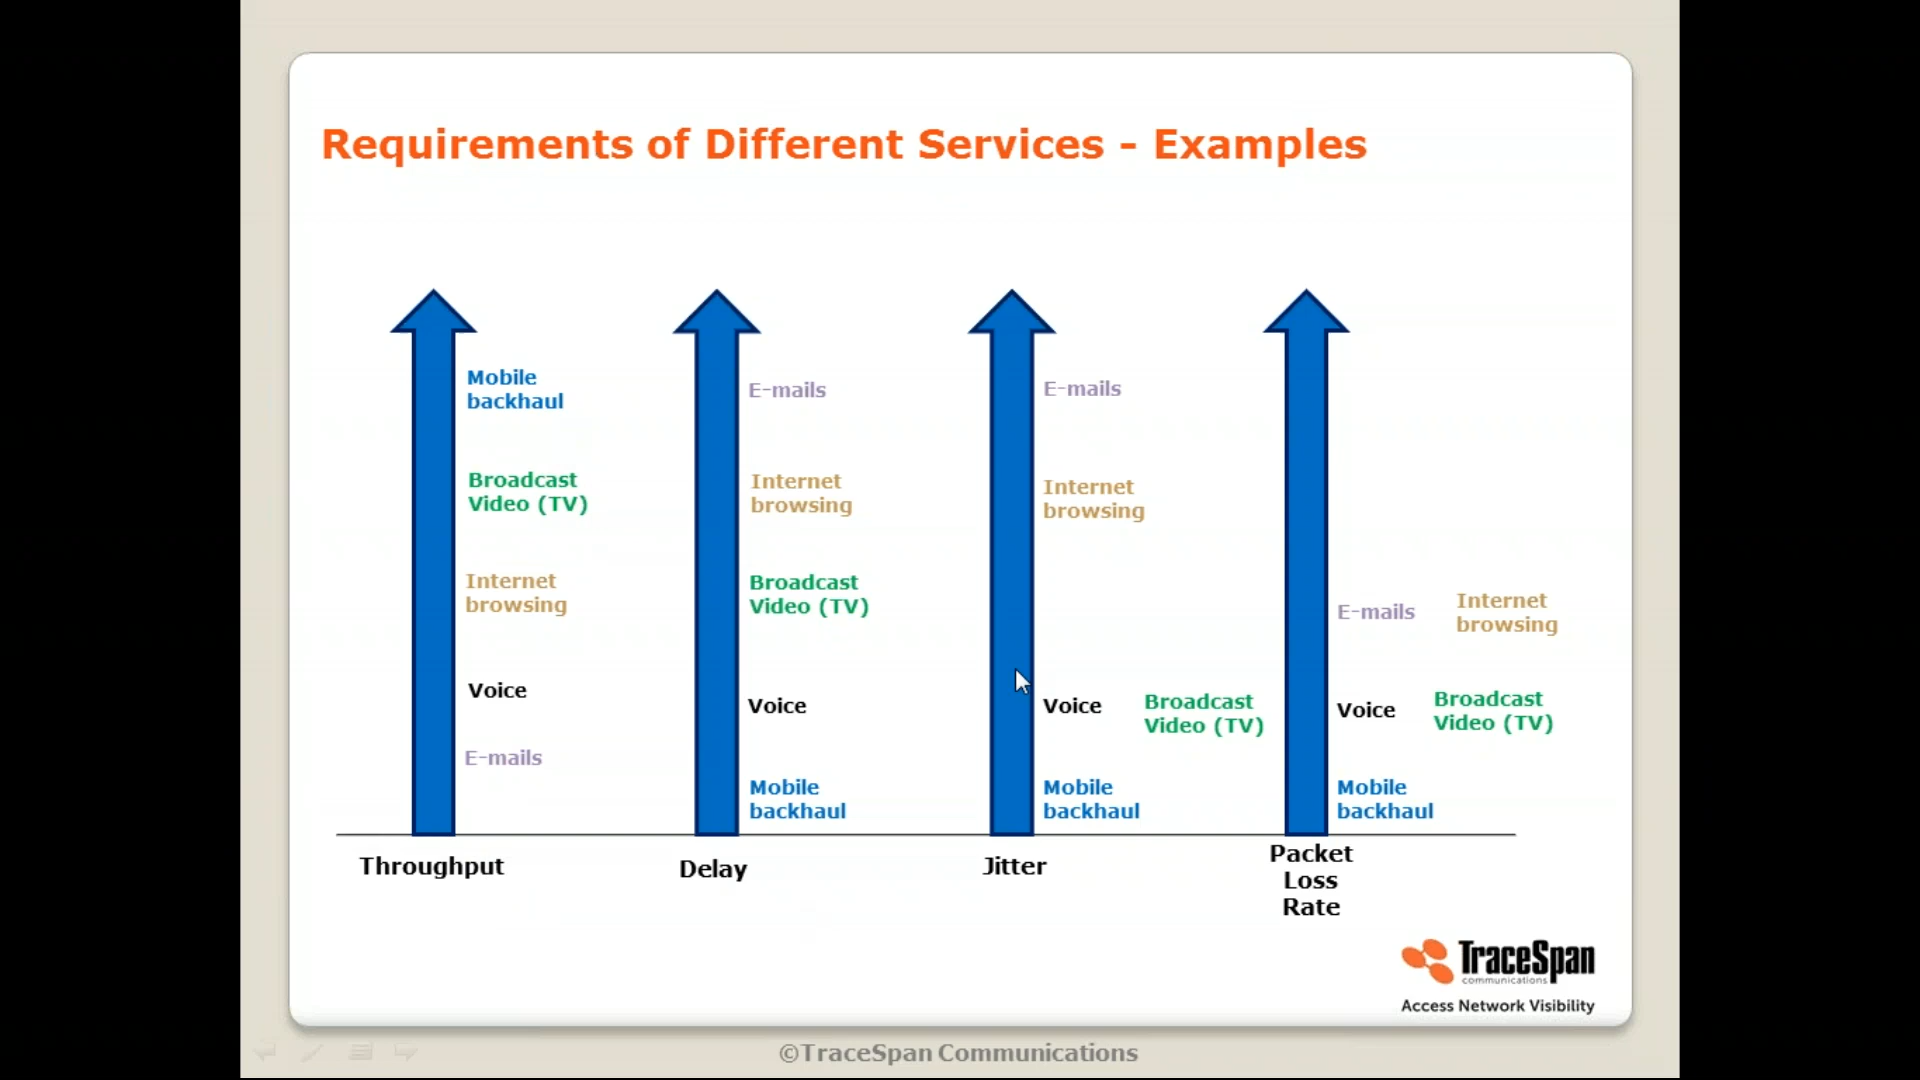 Requirements of Different Services - Examples
Mobile
backhaul
Broadcast
Video (TV)
Internet
browsing
Voice
E-mails
Throughput
E-mails
Internet
browsing
Broadcast
Video (TV)
Voice
Mobile
backhaul
Delay
E-mails
Internet
browsing
Voice
Broadcast
Video (TV)
Mobile
backhaul
Jitter
E-mails
Internet
browsing
Voice
Broadcast
Video (TV)
Mobile
backhaul
Packet
Loss
Rate
TraceSpan
communications
Access Network Visibility
©TraceSpan Communications